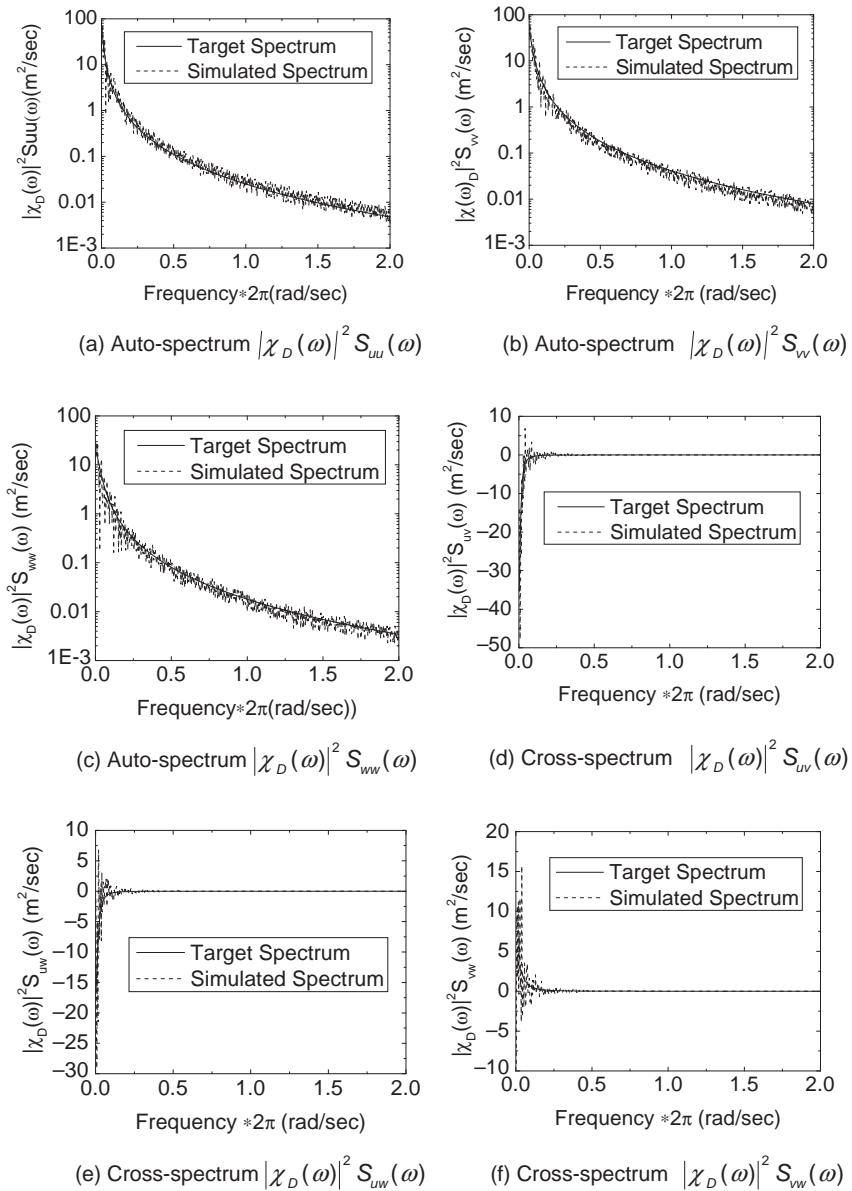 100
10
1
0.1
0.01
1E-3
|χD(ω)|²Suu(ω) (m²/sec)
Target Spectrum
Simulated Spectrum
0.0 0.5 1.0 1.5 2.0
Frequency*2π(rad/sec)
(a) Auto-spectrum |χD(ω)|² Suu(ω)
100
10
1
0.1
0.01
1E-3
|χ(ω)D|²Svv(ω) (m²/sec)
Target Spectrum
Simulated Spectrum
0.0 0.5 1.0 1.5 2.0
Frequency *2π(rad/sec)
(b) Auto-spectrum |χD(ω)|² Svv(ω)
100
10
1
0.1
0.01
1E-3
|χD(ω)|²Sww(ω) (m²/sec)
Target Spectrum
Simulated Spectrum
0.0 0.5 1.0 1.5 2.0
Frequency*2π(rad/sec))
(c) Auto-spectrum |χD(ω)|² Sww(ω)
10
0
–10
–20
–30
–40
–50
|χD(ω)|²Suv(ω) (m²/sec)
Target Spectrum
Simulated Spectrum
0.0 0.5 1.0 1.5 2.0
Frequency *2π (rad/sec)
(d) Cross-spectrum |χD(ω)|² Suv(ω)
10
5
0
–5
–10
–15
–20
–25
–30
|χD(ω)|²Suw(ω) (m²/sec)
Target Spectrum
Simulated Spectrum
0.0 0.5 1.0 1.5 2.0
Frequency *2π (rad/sec)
(e) Cross-spectrum |χD(ω)|² Suw(ω)
20
15
10
5
0
–5
–10
|χD(ω)|²Svw(ω) (m²/sec)
Target Spectrum
Simulated Spectrum
0.0 0.5 1.0 1.5 2.0
Frequency *2π (rad/sec)
(f) Cross-spectrum |χD(ω)|² Svw(ω)